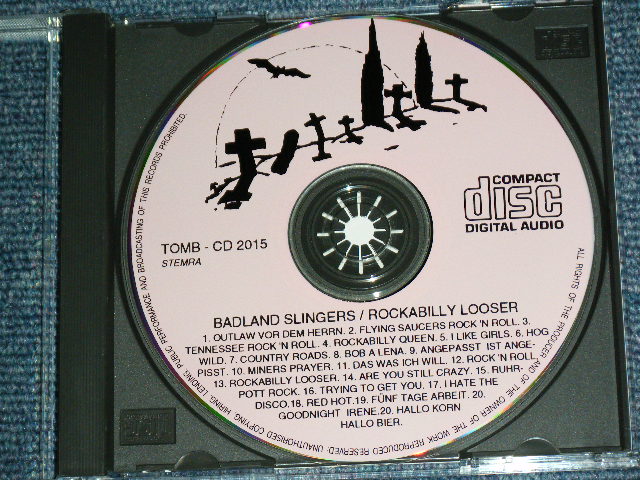 COMPACT
disc
DIGITAL AUDIO
TOMB - CD 2015
STEMRA
BADLAND SLINGERS / ROCKABILLY LOOSER
1. OUTLAW VOR DEM HERRN. 2. FLYING SAUCERS ROCK 'N ROLL. 3.
TENNESSEE ROCK 'N ROLL. 4. ROCKABILLY QUEEN. 5. I LIKE GIRLS. 6. HOG
WILD. 7. COUNTRY ROADS. 8. BOB A LENA. 9. ANGEPASST IST ANGE-
PISST. 10. MINERS PRAYER. 11. DAS WAS ICH WILL. 12. ROCK 'N ROLL
13. ROCKABILLY LOOSER. 14. ARE YOU STILL CRAZY. 15. RUHR-
POTT ROCK. 16. TRYING TO GET YOU. 17. I HATE THE
DISCO.18. RED HOT.19. FÜNF TAGE ARBEIT. 20.
GOODNIGHT IRENE.20. HALLO KORN
HALLO BIER.
ALL RIGHTS OF THE PRODUCER AND OF THE OWNER OF THE WORK REPRODUCED RESERVED. UNAUTHORISED COPYING HIRING, LENDING, PUBLIC PERFORMANCE AND BROADCASTING OF THIS RECORDS PROHIBITED.